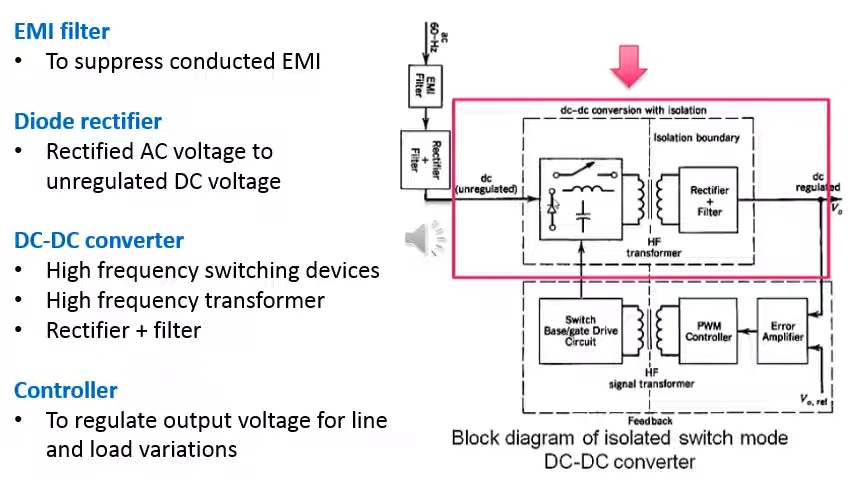 EMI filter
• To suppress conducted EMI
Diode rectifier
• Rectified AC voltage to
unregulated DC voltage
DC-DC converter
• High frequency switching devices
• High frequency transformer
• Rectifier + filter
Controller
• To regulate output voltage for line
and load variations
ac
60-Hz
EMI
Filter
Rectifier
+
Filter
dc-dc conversion with isolation
Isolation boundary
dc
(unregulated)
Rectifier
+
Filter
dc
regulated
Vo
HF
transformer
Switch
Base/gate Drive
Circuit
PWM
Controller
Error
Amplifier
HF
signal transformer
Vo, ref
Feedback
Block diagram of isolated switch mode
DC-DC converter